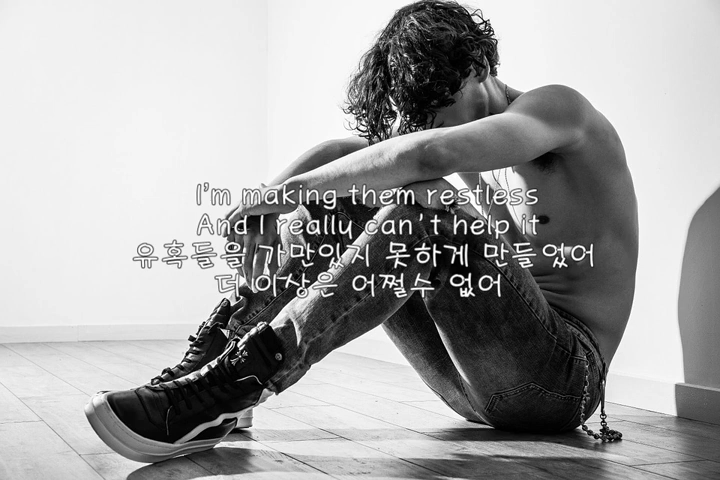 I'm making them restless
And I really can't help it
유혹들을 가만있지 못하게 만들었어
더 이상은 어쩔수 없어